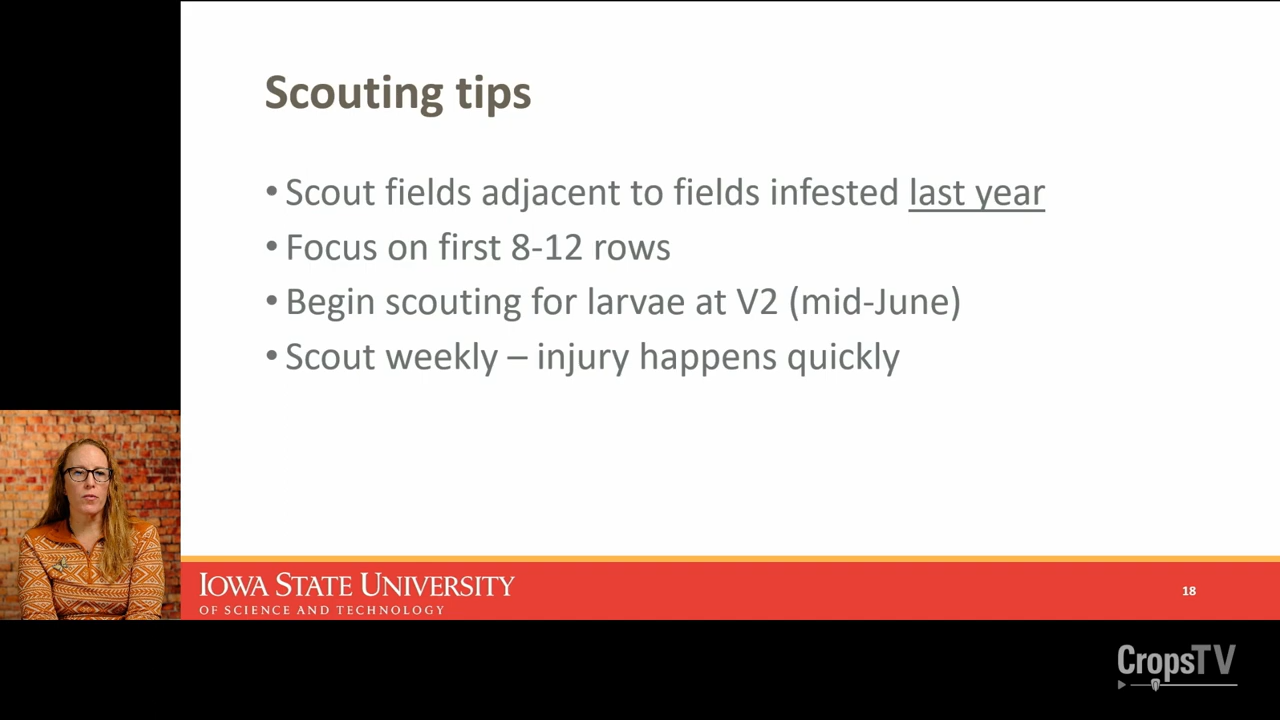 Scouting tips
• Scout fields adjacent to fields infested last year
• Focus on first 8-12 rows
• Begin scouting for larvae at V2 (mid-June)
• Scout weekly – injury happens quickly
IOWA STATE UNIVERSITY
OF SCIENCE AND TECHNOLOGY
18
CropsTV